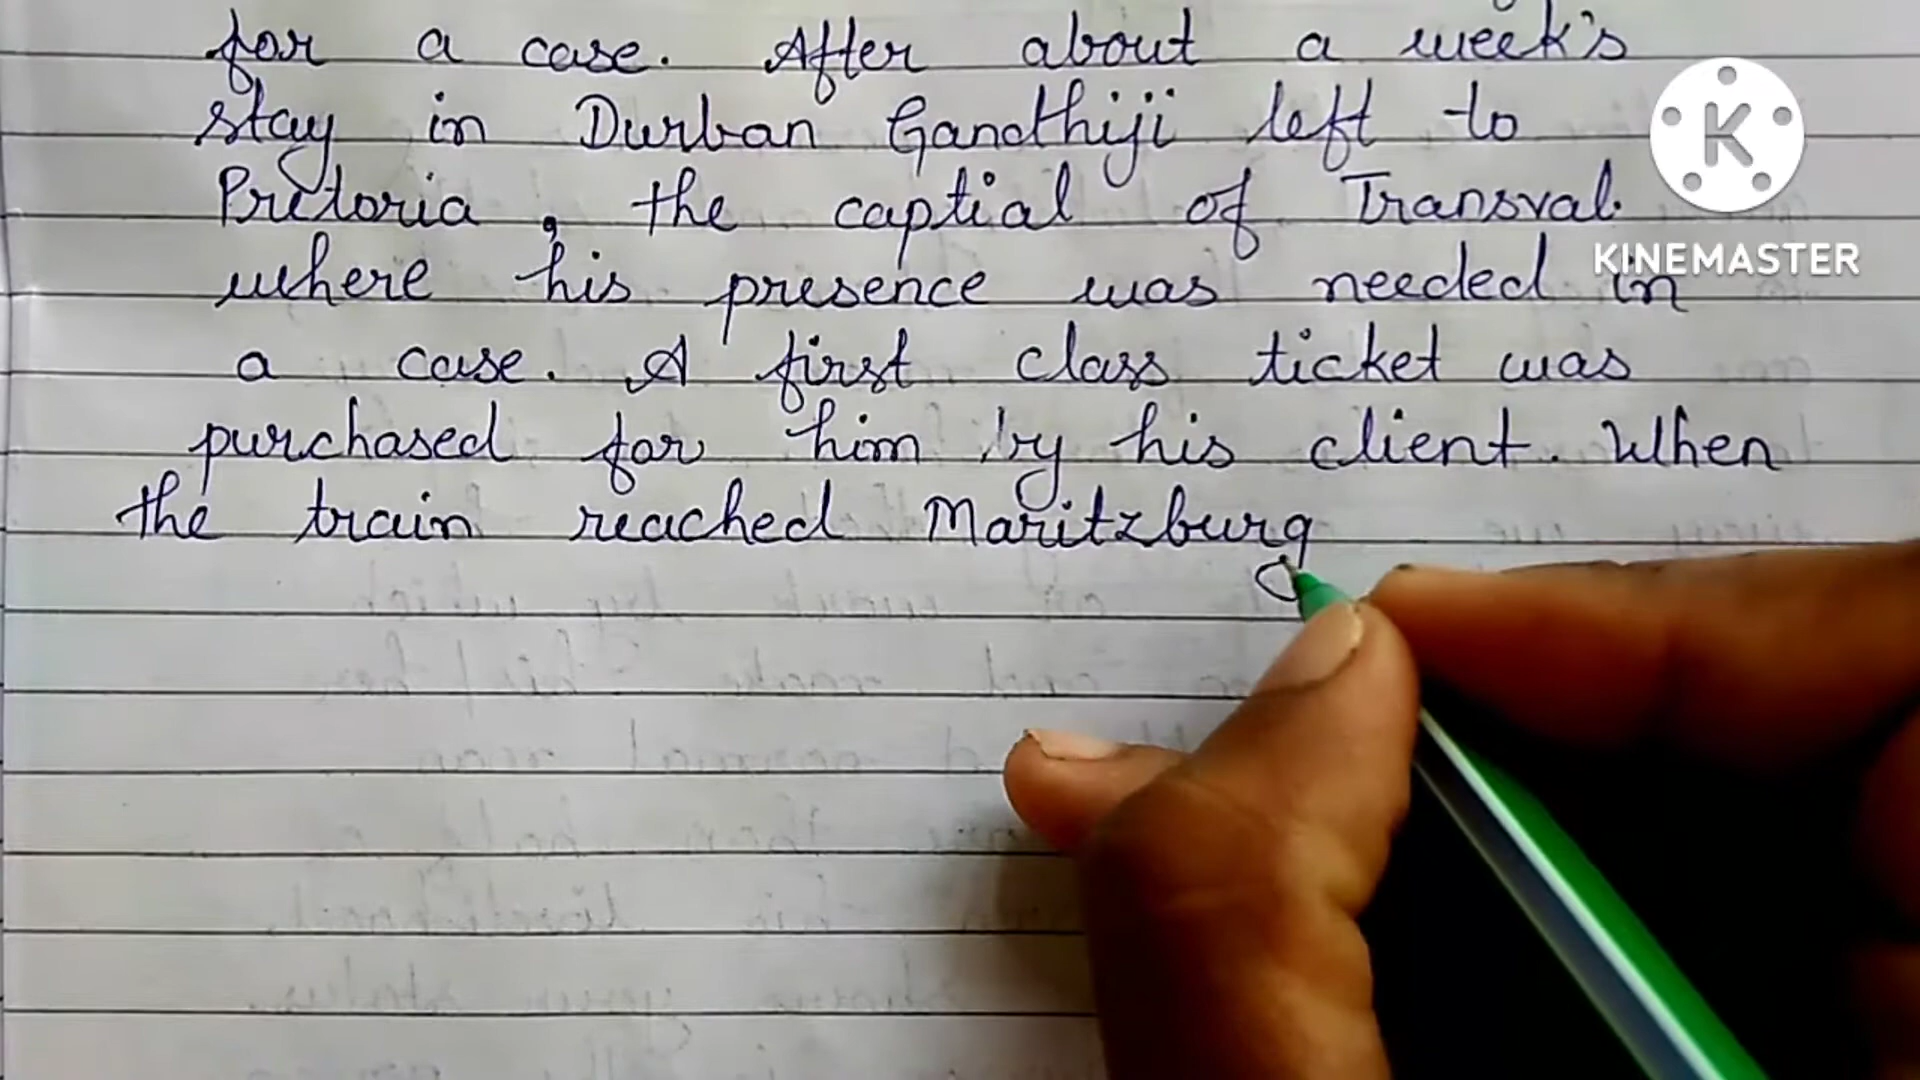 for a case. After about a week's
stay in Durban Gandhiji left to
Pretoria, the captial of Transval.
where his presence was needed in
a case. A first class ticket was
purchased for him by his client. When
the train reached Maritzburg
K
KINEMASTER